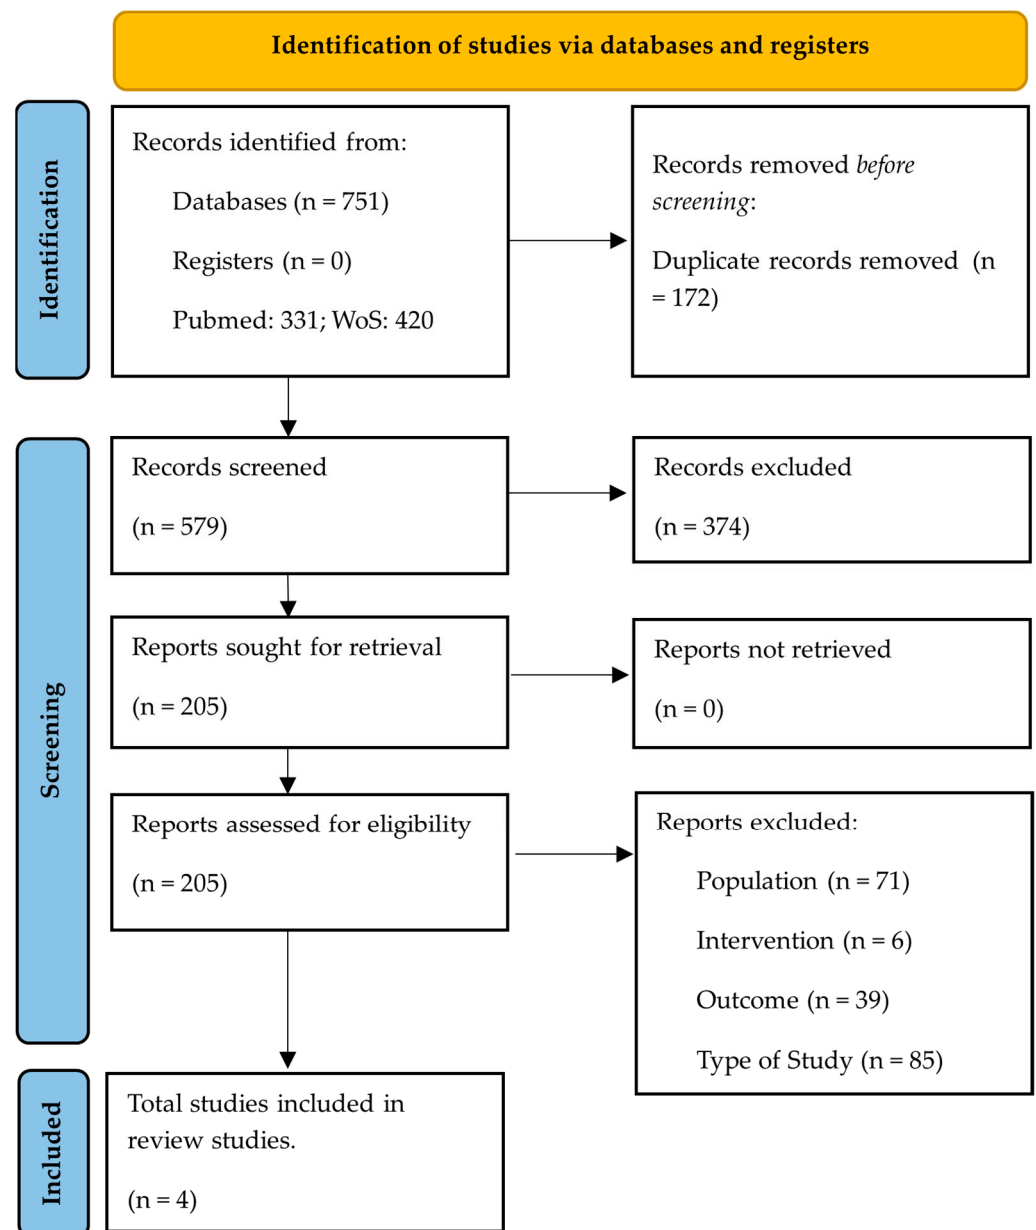 Identification of studies via databases and registers
Identification
Records identified from:
Databases (n = 751)
Registers (n = 0)
Pubmed: 331; WoS: 420
Records removed before
screening:
Duplicate records removed (n
= 172)
Screening
Records screened
(n = 579)
Records excluded
(n = 374)
Reports sought for retrieval
(n = 205)
Reports not retrieved
(n = 0)
Reports assessed for eligibility
(n = 205)
Reports excluded:
Population (n = 71)
Intervention (n = 6)
Outcome (n = 39)
Type of Study (n = 85)
Included
Total studies included in
review studies.
(n = 4)